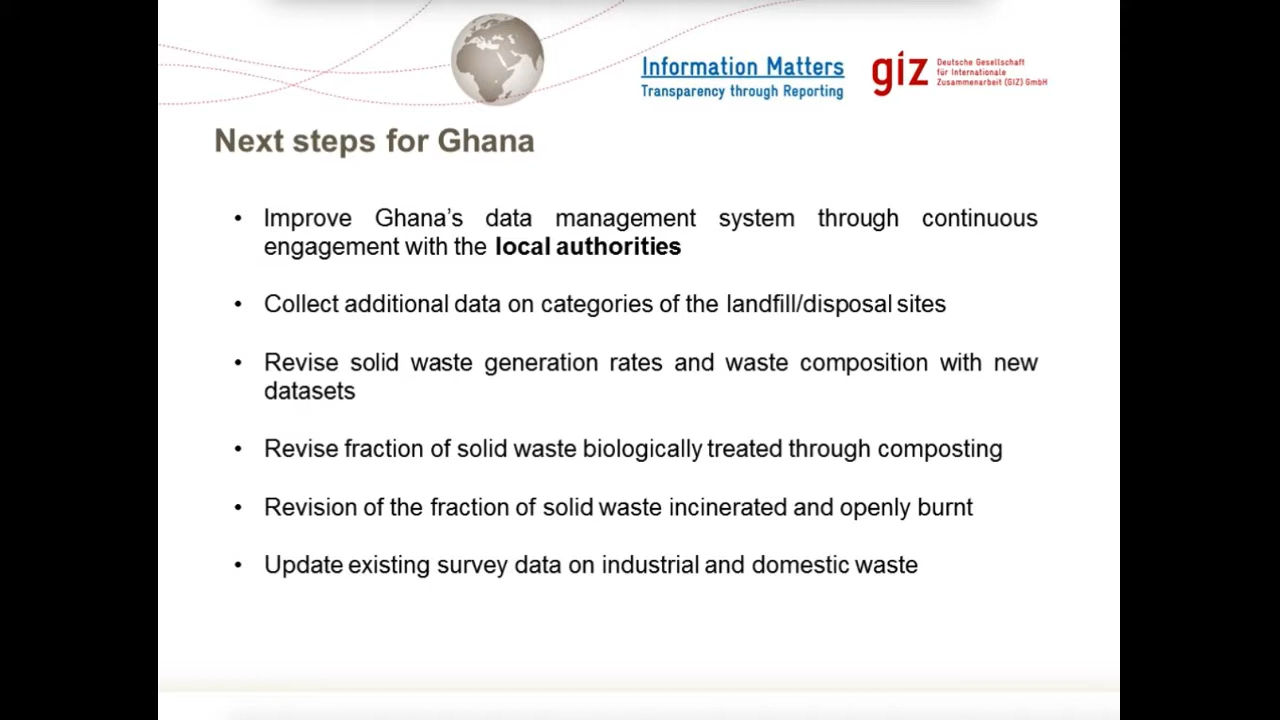 Information Matters
Transparency through Reporting
giz
Deutsche Gesellschaft
für Internationale
Zusammenarbeit (GIZ) GmbH
Next steps for Ghana
• Improve Ghana’s data management system through continuous
engagement with the local authorities
• Collect additional data on categories of the landfill/disposal sites
• Revise solid waste generation rates and waste composition with new
datasets
• Revise fraction of solid waste biologically treated through composting
• Revision of the fraction of solid waste incinerated and openly burnt
• Update existing survey data on industrial and domestic waste